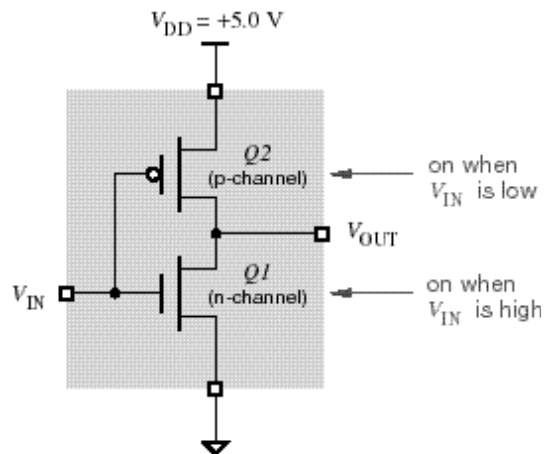 VDD = +5.0 V
Q2
(p-channel)
on when
VIN is low
VOUT
VIN
Q1
(n-channel)
on when
VIN is high